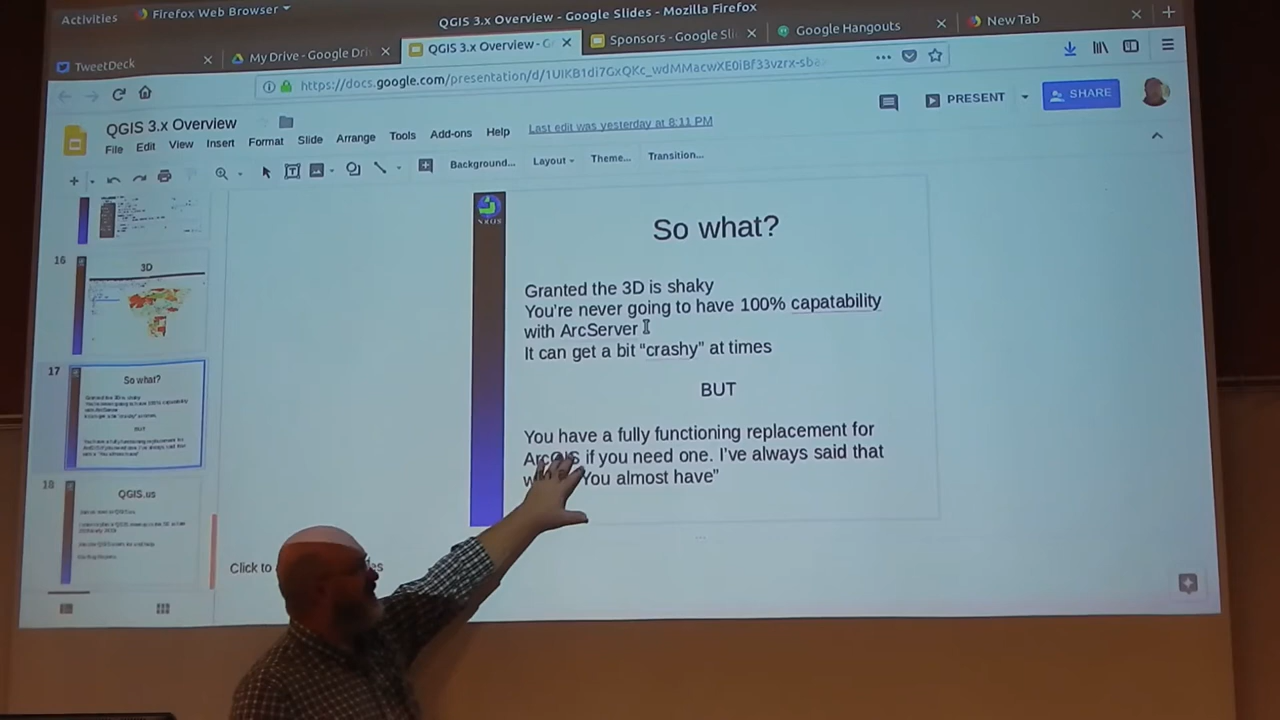 Activities
Firefox Web Browser
QGIS 3.x Overview - Google Slides - Mozilla Firefox
TweetDeck
My Drive - Google Dri
QGIS 3.x Overview - G
Sponsors - Google Sli
Google Hangouts
New Tab
QGIS 3.x Overview
Last edit was yesterday at 8:11 PM
PRESENT
SHARE
File Edit View Insert Format Slide Arrange Tools Add-ons Help
Background... Layout Theme... Transition...
16
3D
17
So what?
BUT
18
QGIS.us
So what?
Granted the 3D is shaky
You're never going to have 100% capatability
with ArcServer
It can get a bit “crashy” at times
BUT
You have a fully functioning replacement for
ArcGIS if you need one. I've always said that
You almost have”
Click to